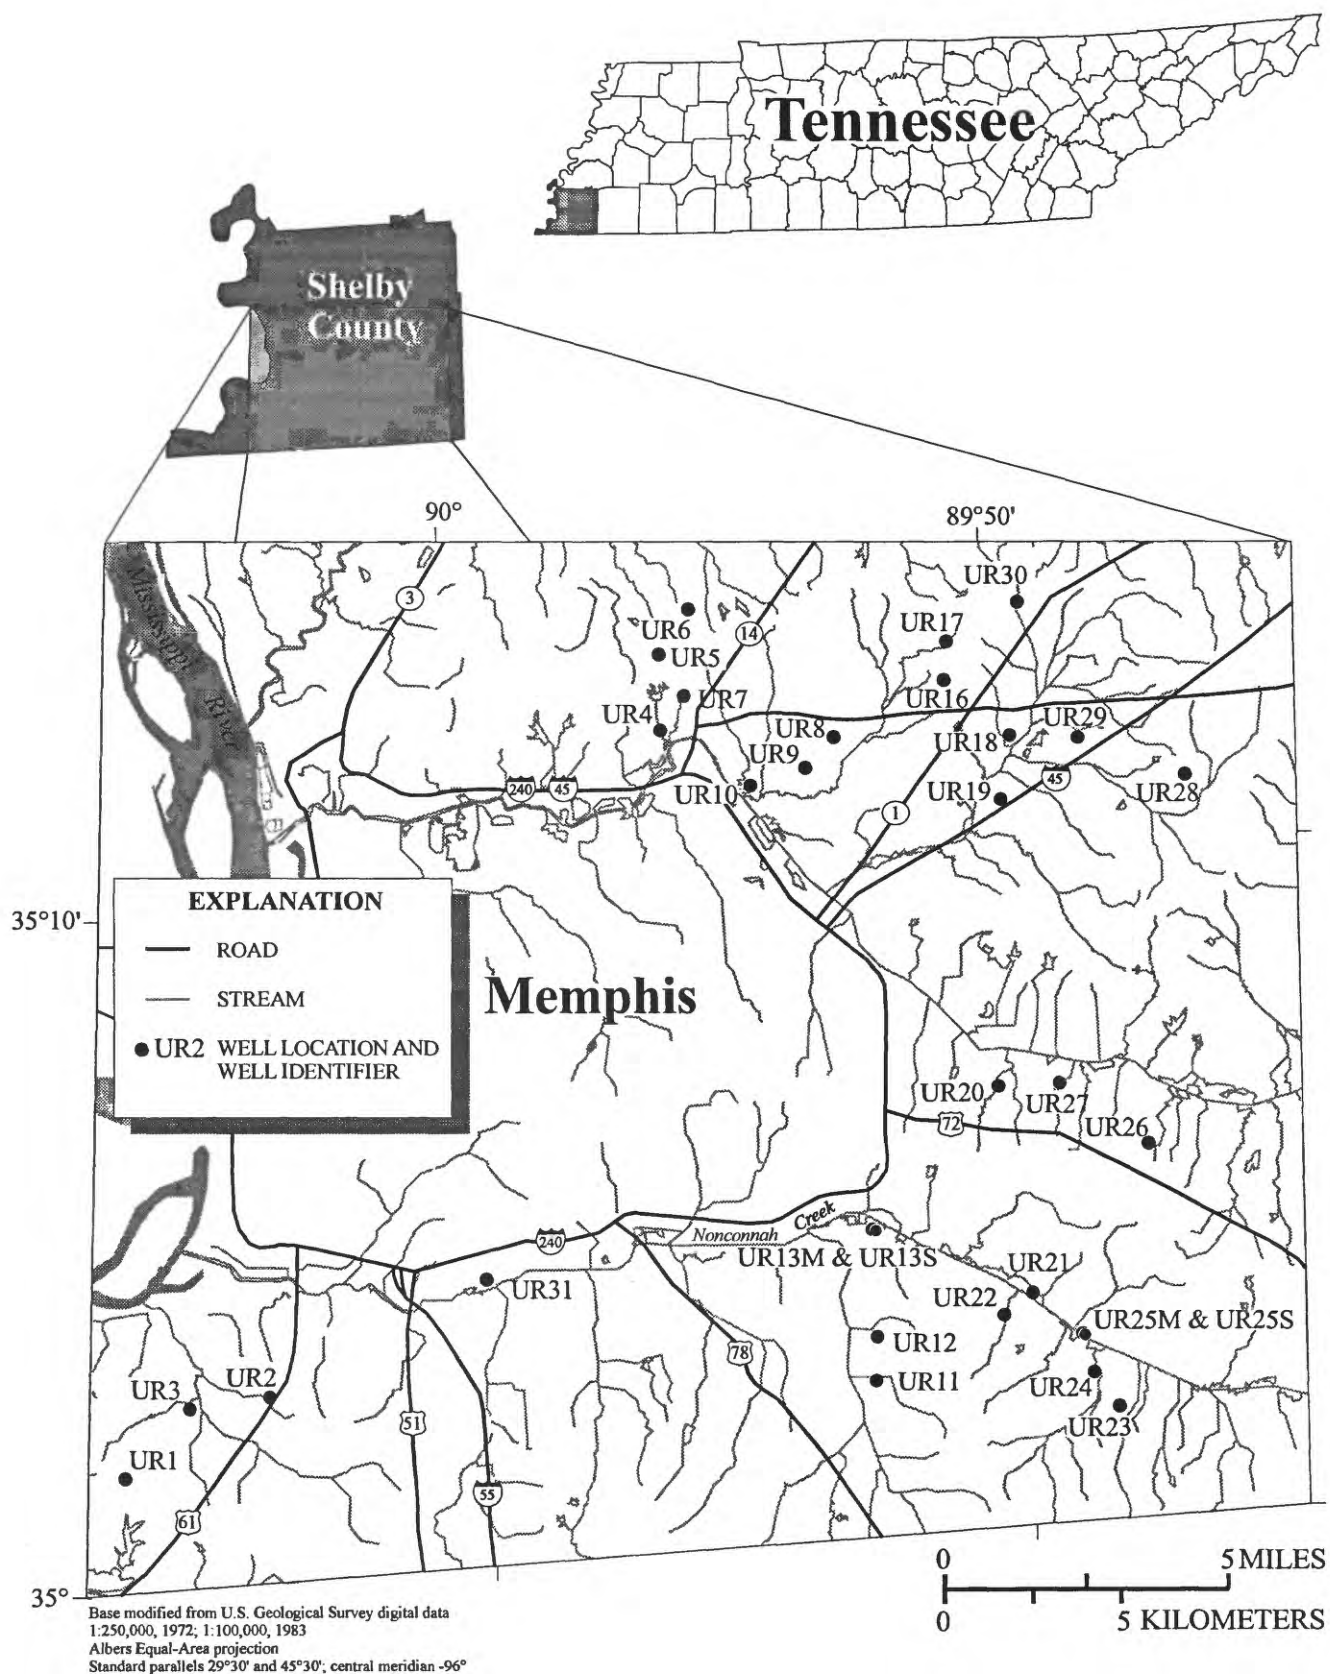 Tennessee
Shelby
County
90°
89°50'
Mississippi
River
3
UR6
UR5
UR7
UR4
14
UR30
UR17
UR16
UR8
UR9
UR10
UR18
UR29
UR19
45
UR28
240
45
1
35°10'
EXPLANATION
ROAD
STREAM
UR2 WELL LOCATION AND
WELL IDENTIFIER
Memphis
UR20
UR27
72
UR26
Nonconnah
Creek
240
UR13M & UR13S
UR31
UR21
UR22
UR25M & UR25S
UR12
UR11
78
UR24
UR23
UR3
UR2
UR1
51
55
61
35°
0 5 MILES
0 5 KILOMETERS
Base modified from U.S. Geological Survey digital data
1:250,000, 1972; 1:100,000, 1983
Albers Equal-Area projection
Standard parallels 29°30' and 45°30'; central meridian -96°